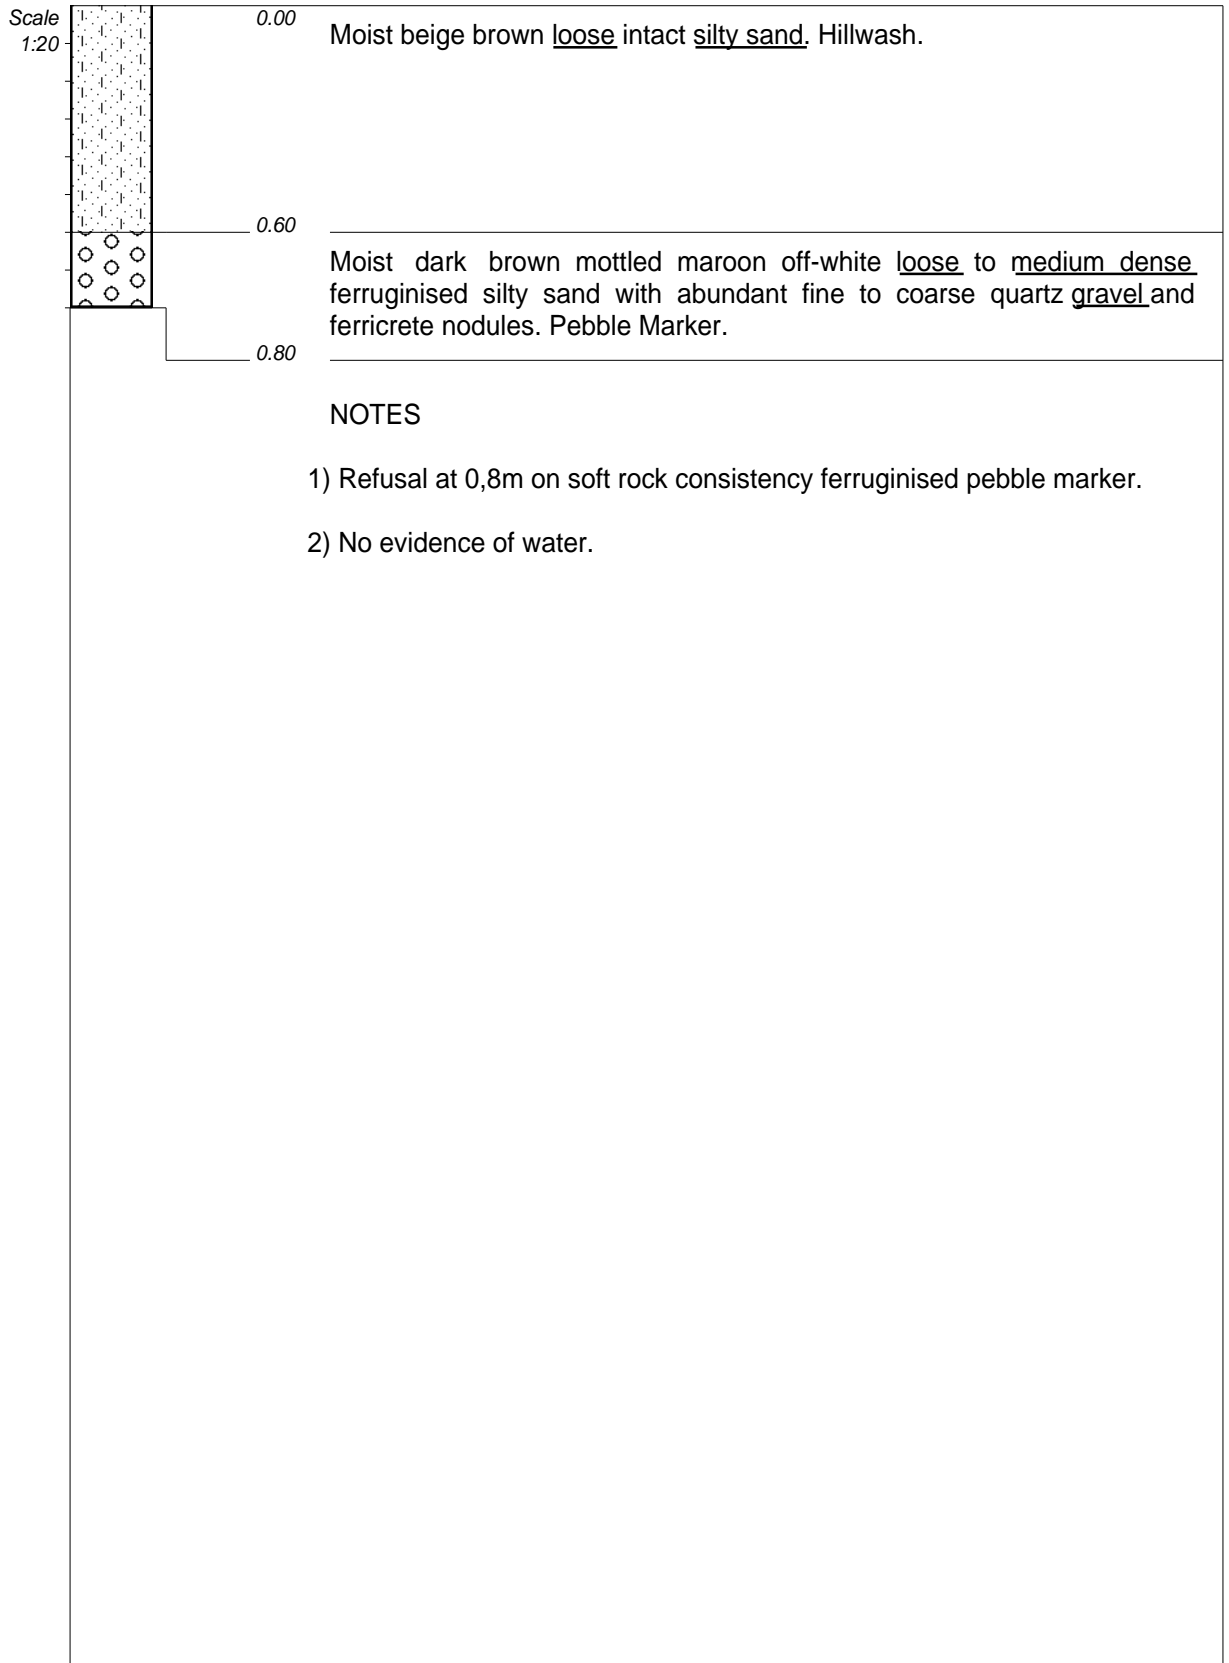 Scale
1:20
0.00
Moist beige brown loose intact silty sand. Hillwash.
0.60
Moist dark brown mottled maroon off-white loose to medium dense
ferruginised silty sand with abundant fine to coarse quartz gravel and
ferricrete nodules. Pebble Marker.
0.80
NOTES
1) Refusal at 0,8m on soft rock consistency ferruginised pebble marker.
2) No evidence of water.